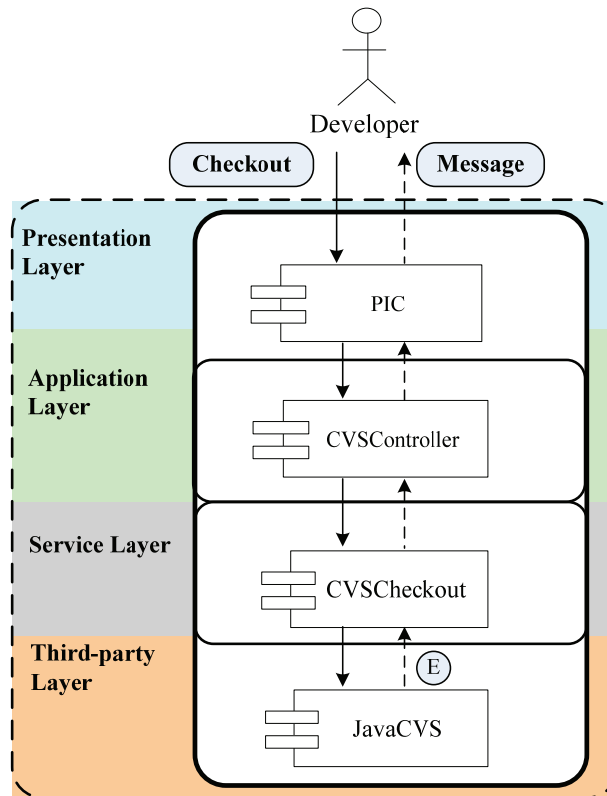 Developer
Checkout
Message
Presentation
Layer
PIC
Application
Layer
CVSController
Service Layer
CVSCheckout
Third-party
Layer
E
JavaCVS